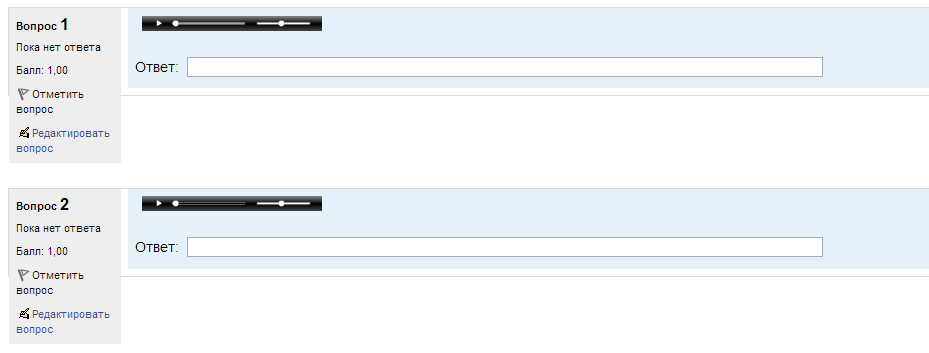 Вопрос 1
Пока нет ответа
Балл: 1,00
Отметить
вопрос
Редактировать
вопрос
Ответ:
Вопрос 2
Пока нет ответа
Балл: 1,00
Отметить
вопрос
Редактировать
вопрос
Ответ: